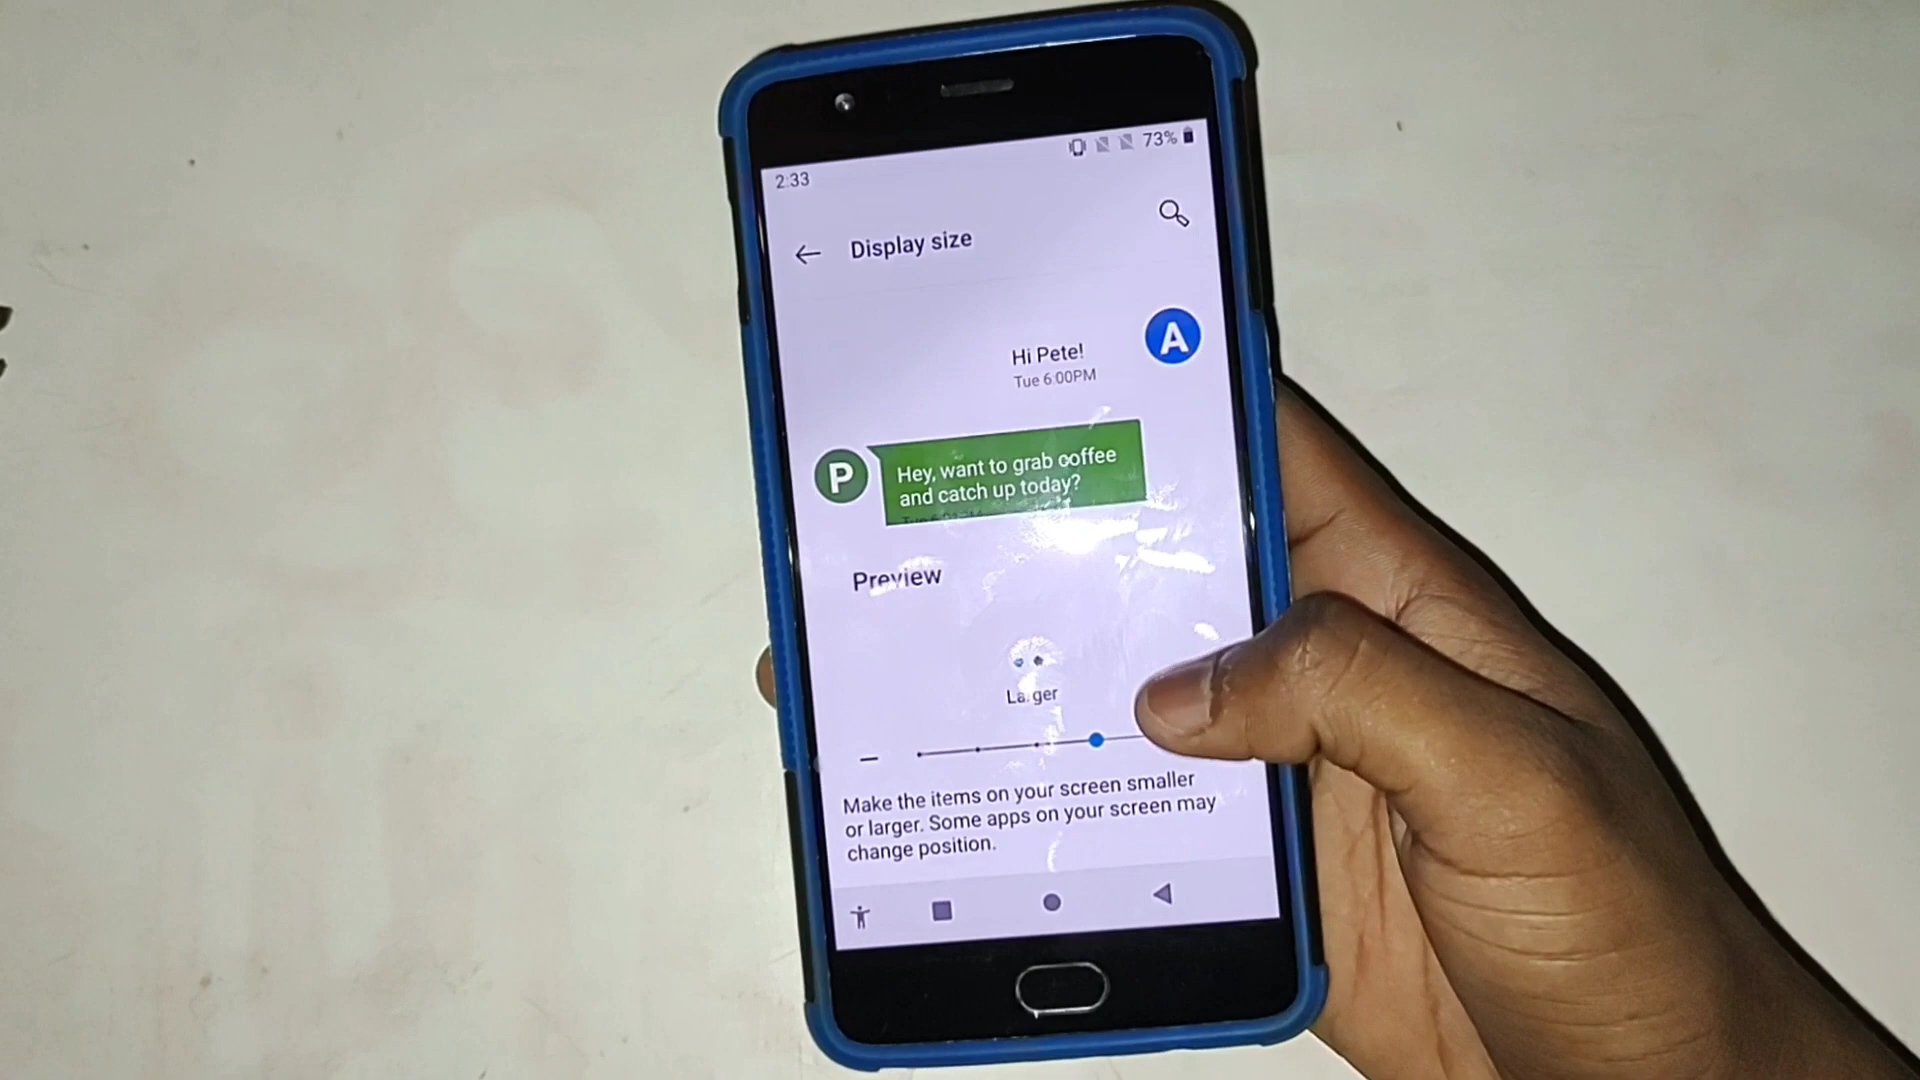 73%
2:33
Display size
A
Hi Pete!
Tue 6:00PM
P
Hey, want to grab coffee
and catch up today?
Preview
Larger
Make the items on your screen smaller
or larger. Some apps on your screen may
change position.